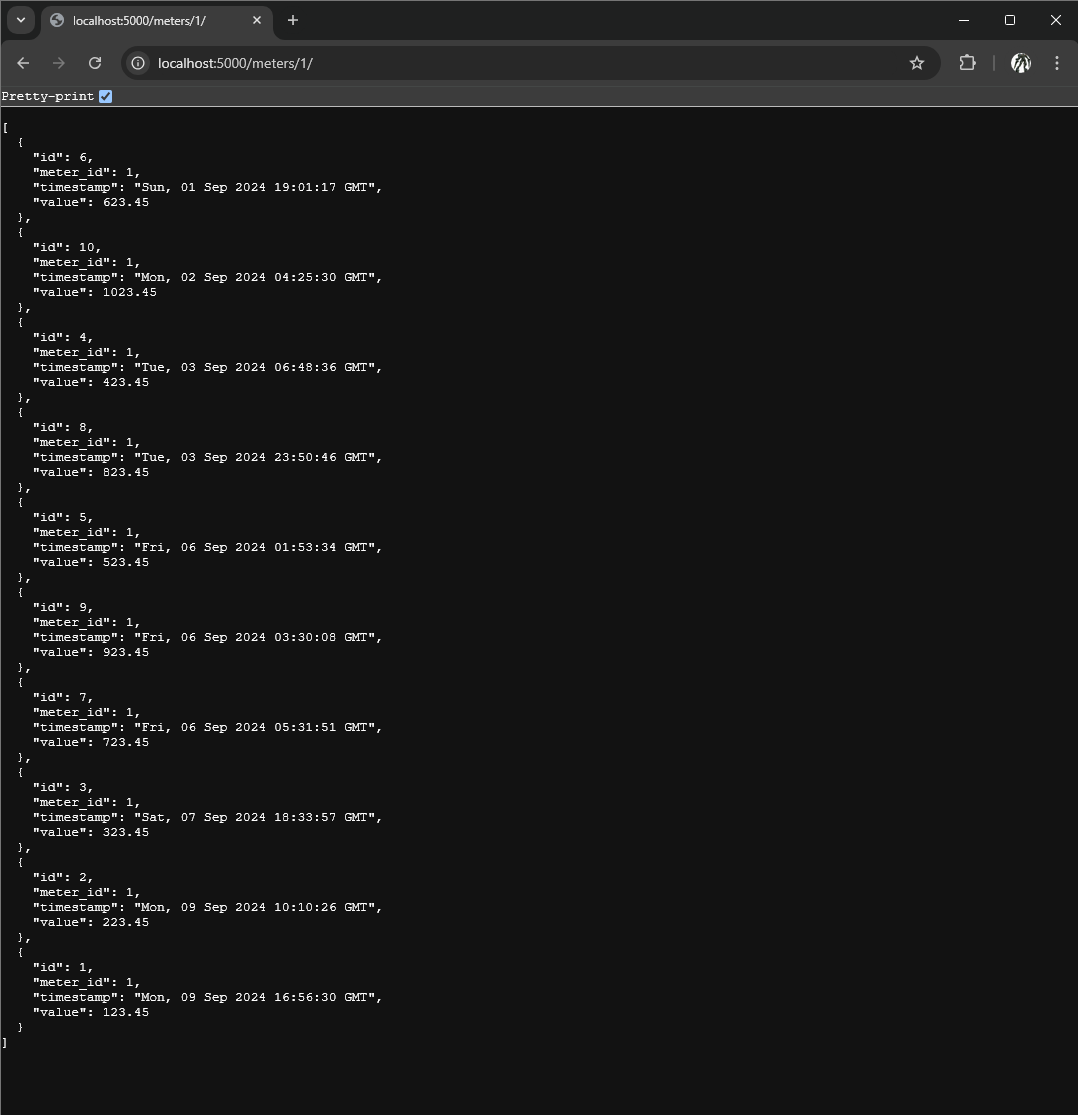 localhost:5000/meters/1/
localhost:5000/meters/1/
Pretty-print
[
  {
    "id": 6,
    "meter_id": 1,
    "timestamp": "Sun, 01 Sep 2024 19:01:17 GMT",
    "value": 623.45
  },
  {
    "id": 10,
    "meter_id": 1,
    "timestamp": "Mon, 02 Sep 2024 04:25:30 GMT",
    "value": 1023.45
  },
  {
    "id": 4,
    "meter_id": 1,
    "timestamp": "Tue, 03 Sep 2024 06:48:36 GMT",
    "value": 423.45
  },
  {
    "id": 8,
    "meter_id": 1,
    "timestamp": "Tue, 03 Sep 2024 23:50:46 GMT",
    "value": 823.45
  },
  {
    "id": 5,
    "meter_id": 1,
    "timestamp": "Fri, 06 Sep 2024 01:53:34 GMT",
    "value": 523.45
  },
  {
    "id": 9,
    "meter_id": 1,
    "timestamp": "Fri, 06 Sep 2024 03:30:08 GMT",
    "value": 923.45
  },
  {
    "id": 7,
    "meter_id": 1,
    "timestamp": "Fri, 06 Sep 2024 05:31:51 GMT",
    "value": 723.45
  },
  {
    "id": 3,
    "meter_id": 1,
    "timestamp": "Sat, 07 Sep 2024 18:33:57 GMT",
    "value": 323.45
  },
  {
    "id": 2,
    "meter_id": 1,
    "timestamp": "Mon, 09 Sep 2024 10:10:26 GMT",
    "value": 223.45
  },
  {
    "id": 1,
    "meter_id": 1,
    "timestamp": "Mon, 09 Sep 2024 16:56:30 GMT",
    "value": 123.45
  }
]